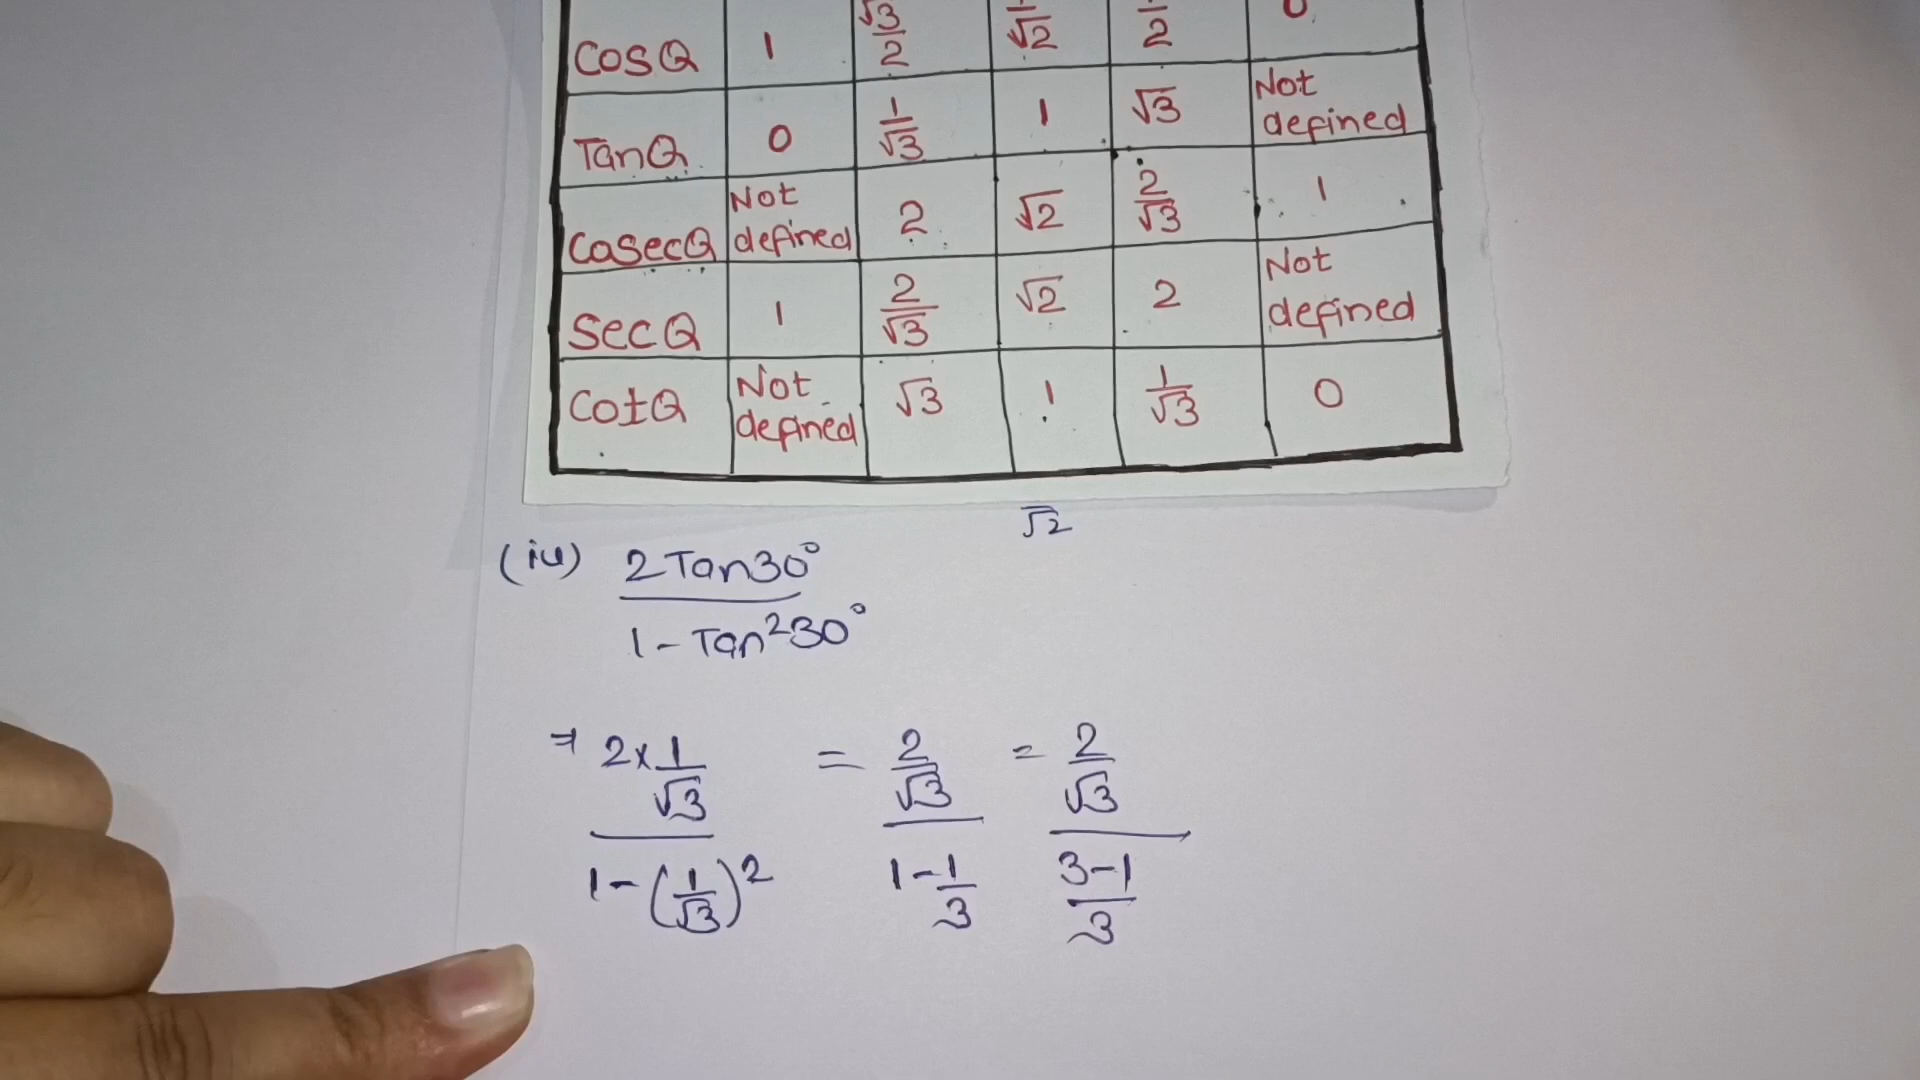 CosQ 1 √3/2 1/√2 1/2 0
TanQ 0 1/√3 1 √3 Not defined
CosecQ Not defined 2 √2 2/√3 1
SecQ 1 2/√3 √2 2 Not defined
CotQ Not defined √3 1 1/√3 0
√2
(iv) 2Tan30° / 1-Tan²30°
⇒ 2×1/√3 / 1-(1/√3)² = 2/√3 / 1-1/3 = 2/√3 / 3-1/3